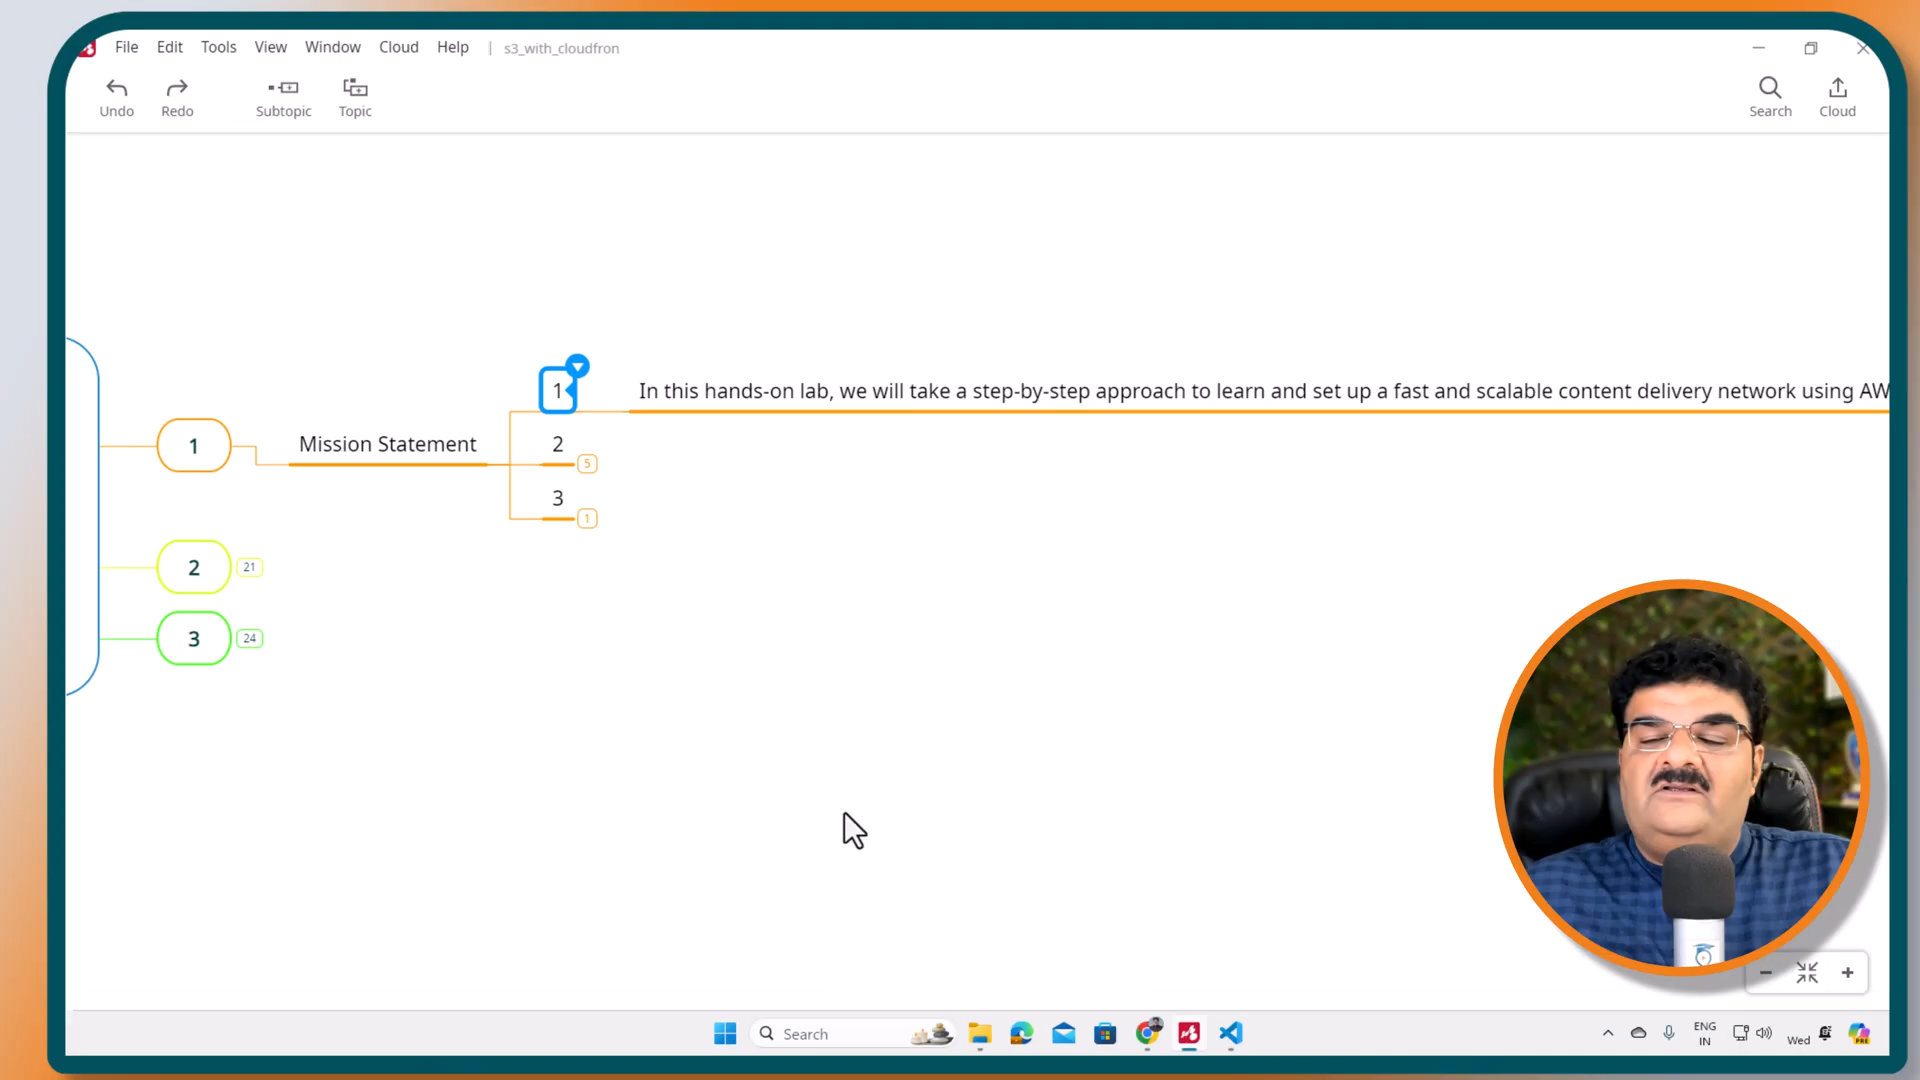 File Edit Tools View Window Cloud Help | s3_with_cloudfron
Undo Redo Subtopic Topic Search Cloud
1 In this hands-on lab, we will take a step-by-step approach to learn and set up a fast and scalable content delivery network using AW
1 Mission Statement 2 5
3 1
2 21
3 24
Search
ENG
IN
Wed
PRE